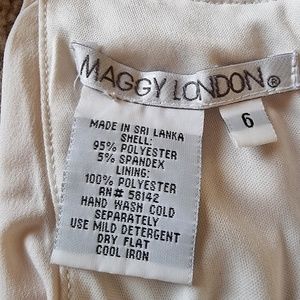 MAGGY LONDON®
6
MADE IN SRI LANKA
SHELL:
95% POLYESTER
5% SPANDEX
LINING:
100% POLYESTER
RN# 58142
HAND WASH COLD
SEPARATELY
USE MILD DETERGENT
DRY FLAT
COOL IRON